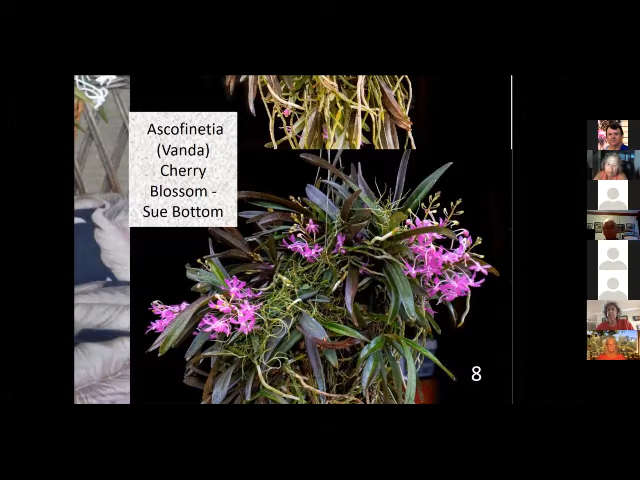 Ascofinetia
(Vanda)
Cherry
Blossom -
Sue Bottom
8